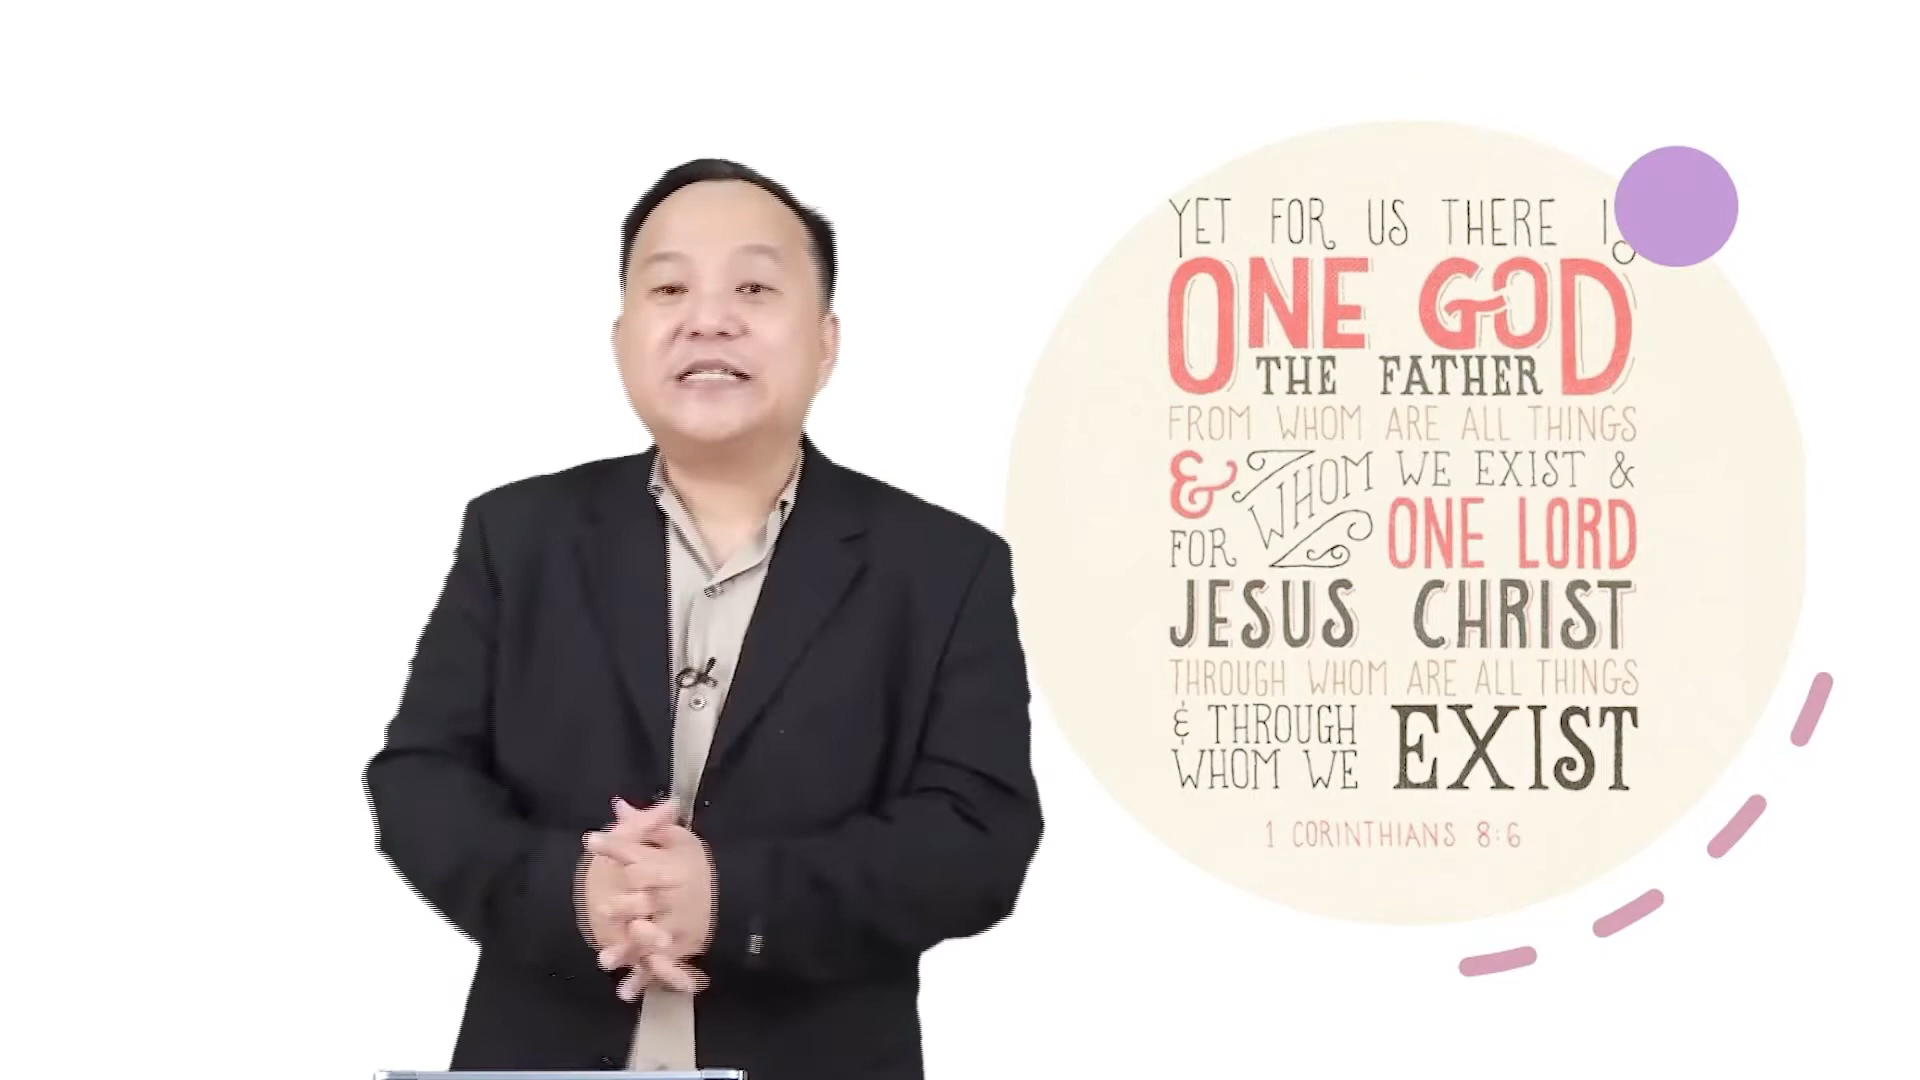 YET FOR US THERE IS
ONE GOD
THE FATHER
FROM WHOM ARE ALL THINGS
& WHOM WE EXIST &
FOR ONE LORD
JESUS CHRIST
THROUGH WHOM ARE ALL THINGS
& THROUGH
WHOM WE EXIST
1 CORINTHIANS 8:6